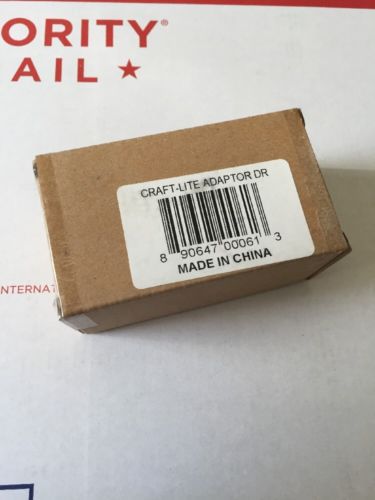 ORITY®
AIL ★
CRAFT-LITE ADAPTOR DR
8 90647 00061 3
MADE IN CHINA
INTERNAT